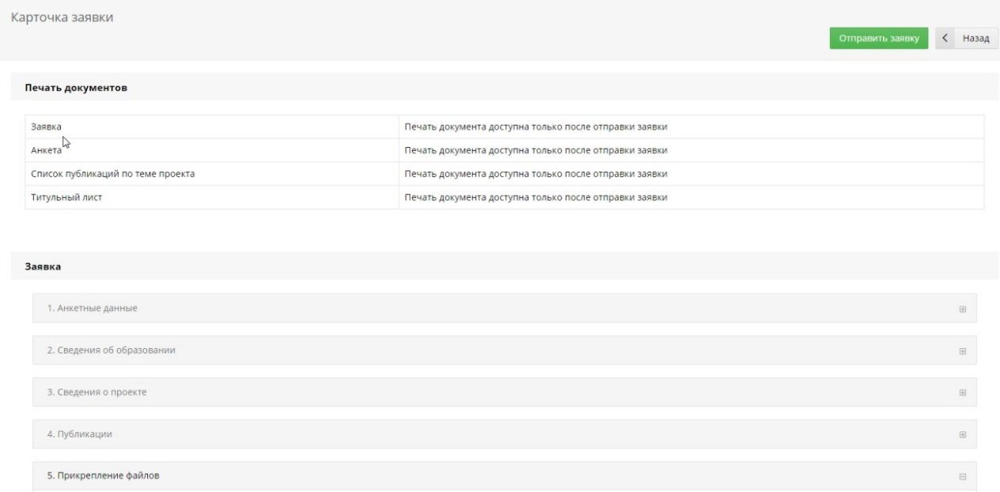 Карточка заявки
Отправить заявку
Назад
Печать документов
Заявка Печать документа доступна только после отправки заявки
Анкета Печать документа доступна только после отправки заявки
Список публикаций по теме проекта Печать документа доступна только после отправки заявки
Титульный лист Печать документа доступна только после отправки заявки
Заявка
1. Анкетные данные
2. Сведения об образовании
3. Сведения о проекте
4. Публикации
5. Прикрепление файлов